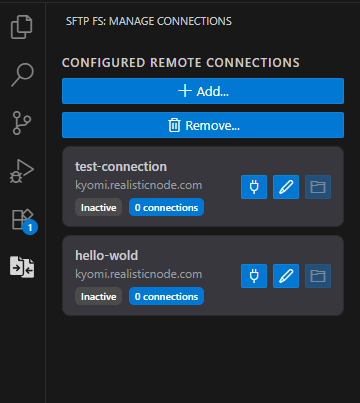 SFTP FS: MANAGE CONNECTIONS
CONFIGURED REMOTE CONNECTIONS
Add...
Remove...
test-connection
kyomi.realisticnode.com
Inactive 0 connections
hello-wold
kyomi.realisticnode.com
Inactive 0 connections
1